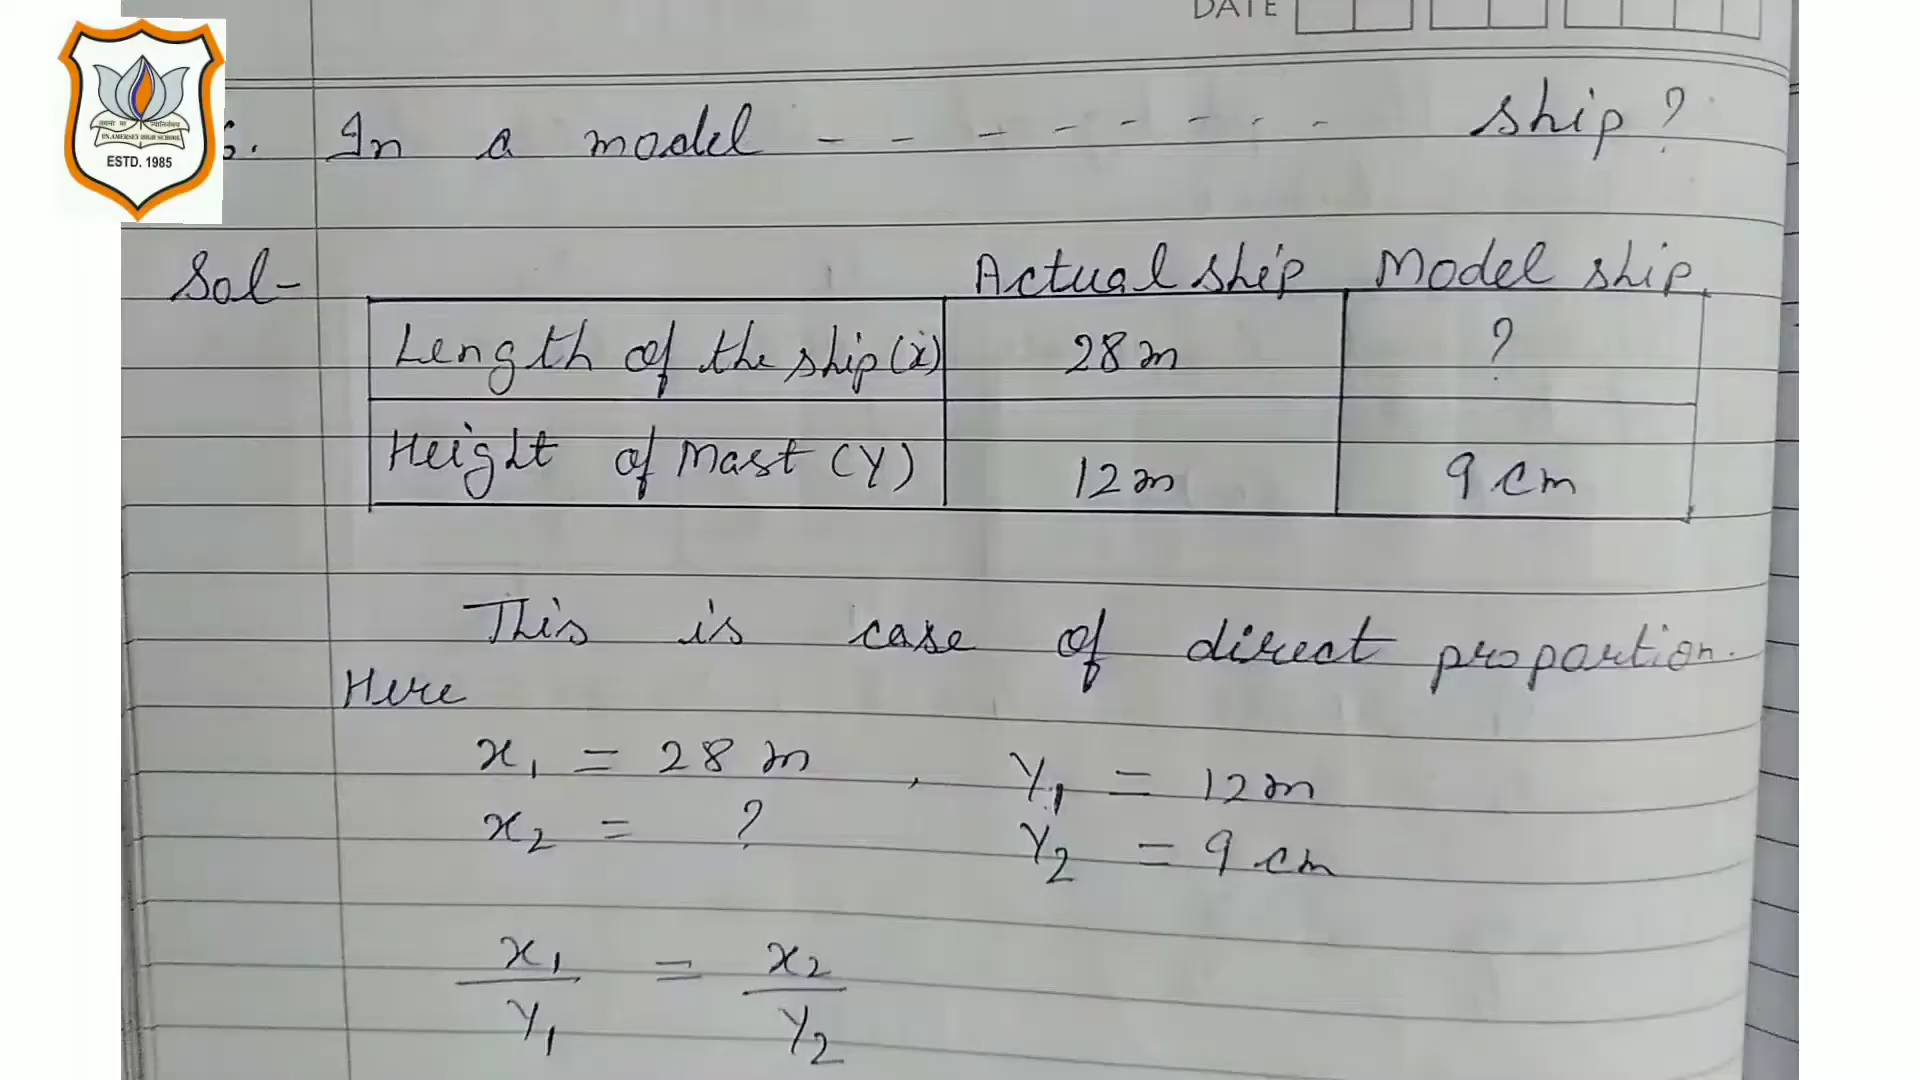 DATE
ESTD. 1985
6. In a model - - - - - - - - ship?
Sol-
Actual ship Model ship
Length of the ship (x) 28 m ?
Height of Mast (Y) 12 m 9 cm
This is case of direct proportion.
Here
x₁ = 28 m , Y₁ = 12 m
x₂ = ? Y₂ = 9 cm
x₁ = x₂
Y₁ Y₂